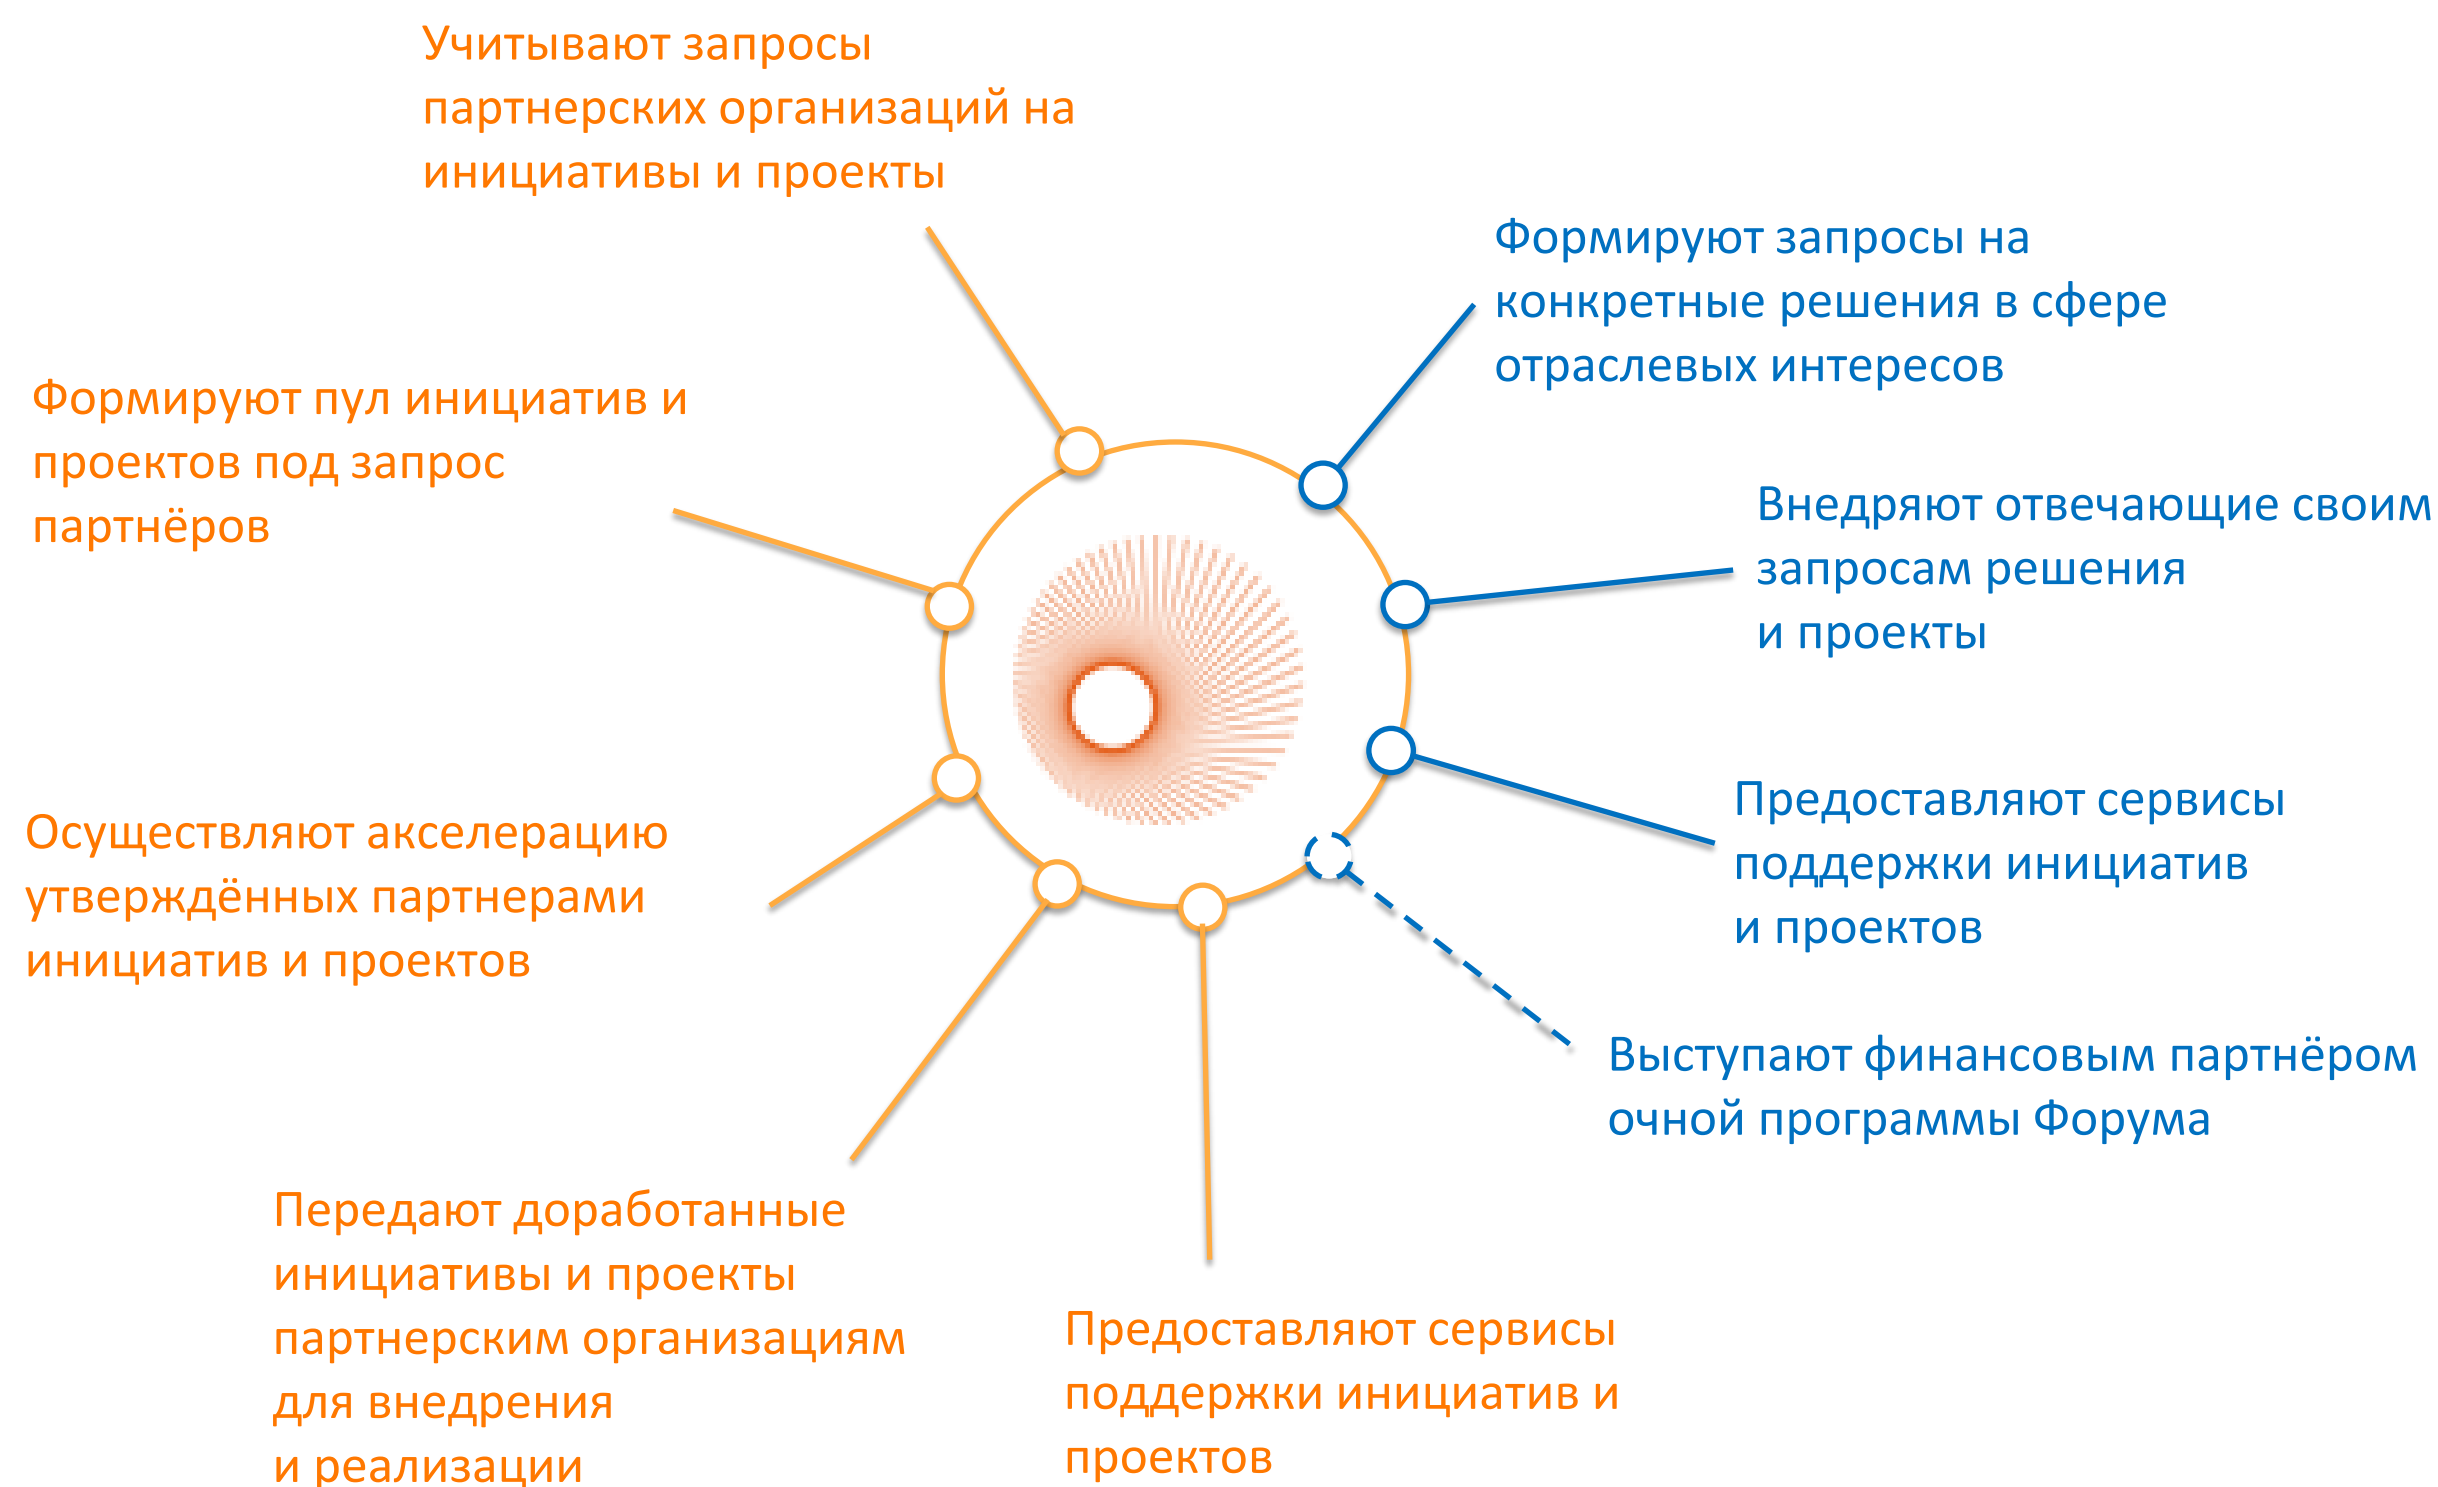 Учитывают запросы
партнерских организаций на
инициативы и проекты
Формируют запросы на
конкретные решения в сфере
отраслевых интересов
Формируют пул инициатив и
проектов под запрос
партнёров
Внедряют отвечающие своим
запросам решения
и проекты
Осуществляют акселерацию
утверждённых партнерами
инициатив и проектов
Предоставляют сервисы
поддержки инициатив
и проектов
Выступают финансовым партнёром
очной программы Форума
Передают доработанные
инициативы и проекты
партнерским организациям
для внедрения
и реализации
Предоставляют сервисы
поддержки инициатив и
проектов